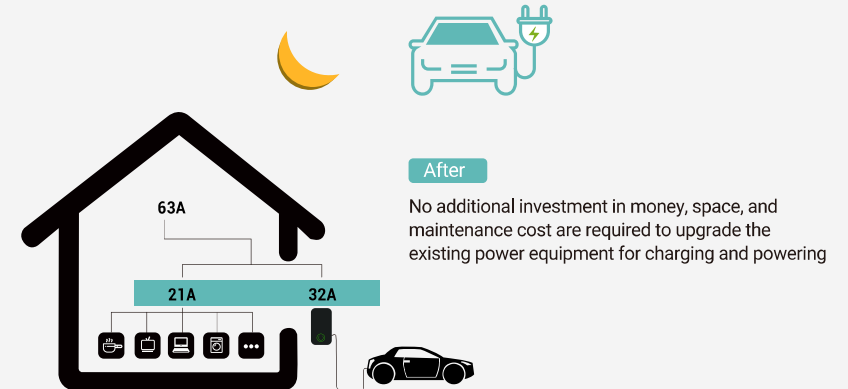 After
No additional investment in money, space, and
maintenance cost are required to upgrade the
existing power equipment for charging and powering
63A
21A 32A